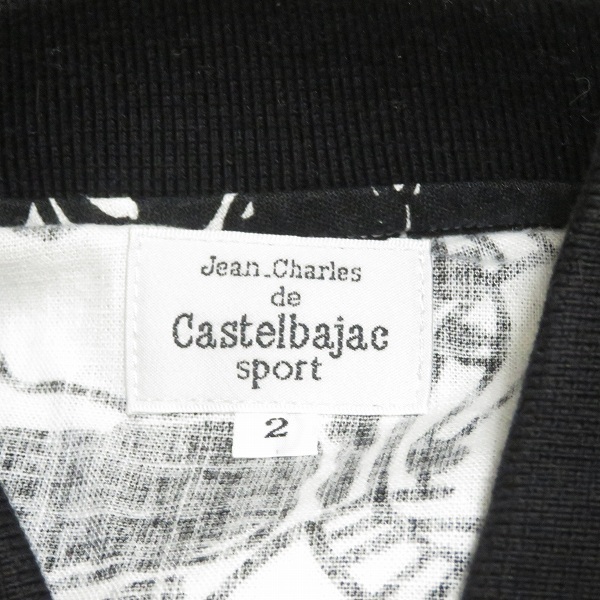 Jean_Charles
de
Castelbajac
sport
2